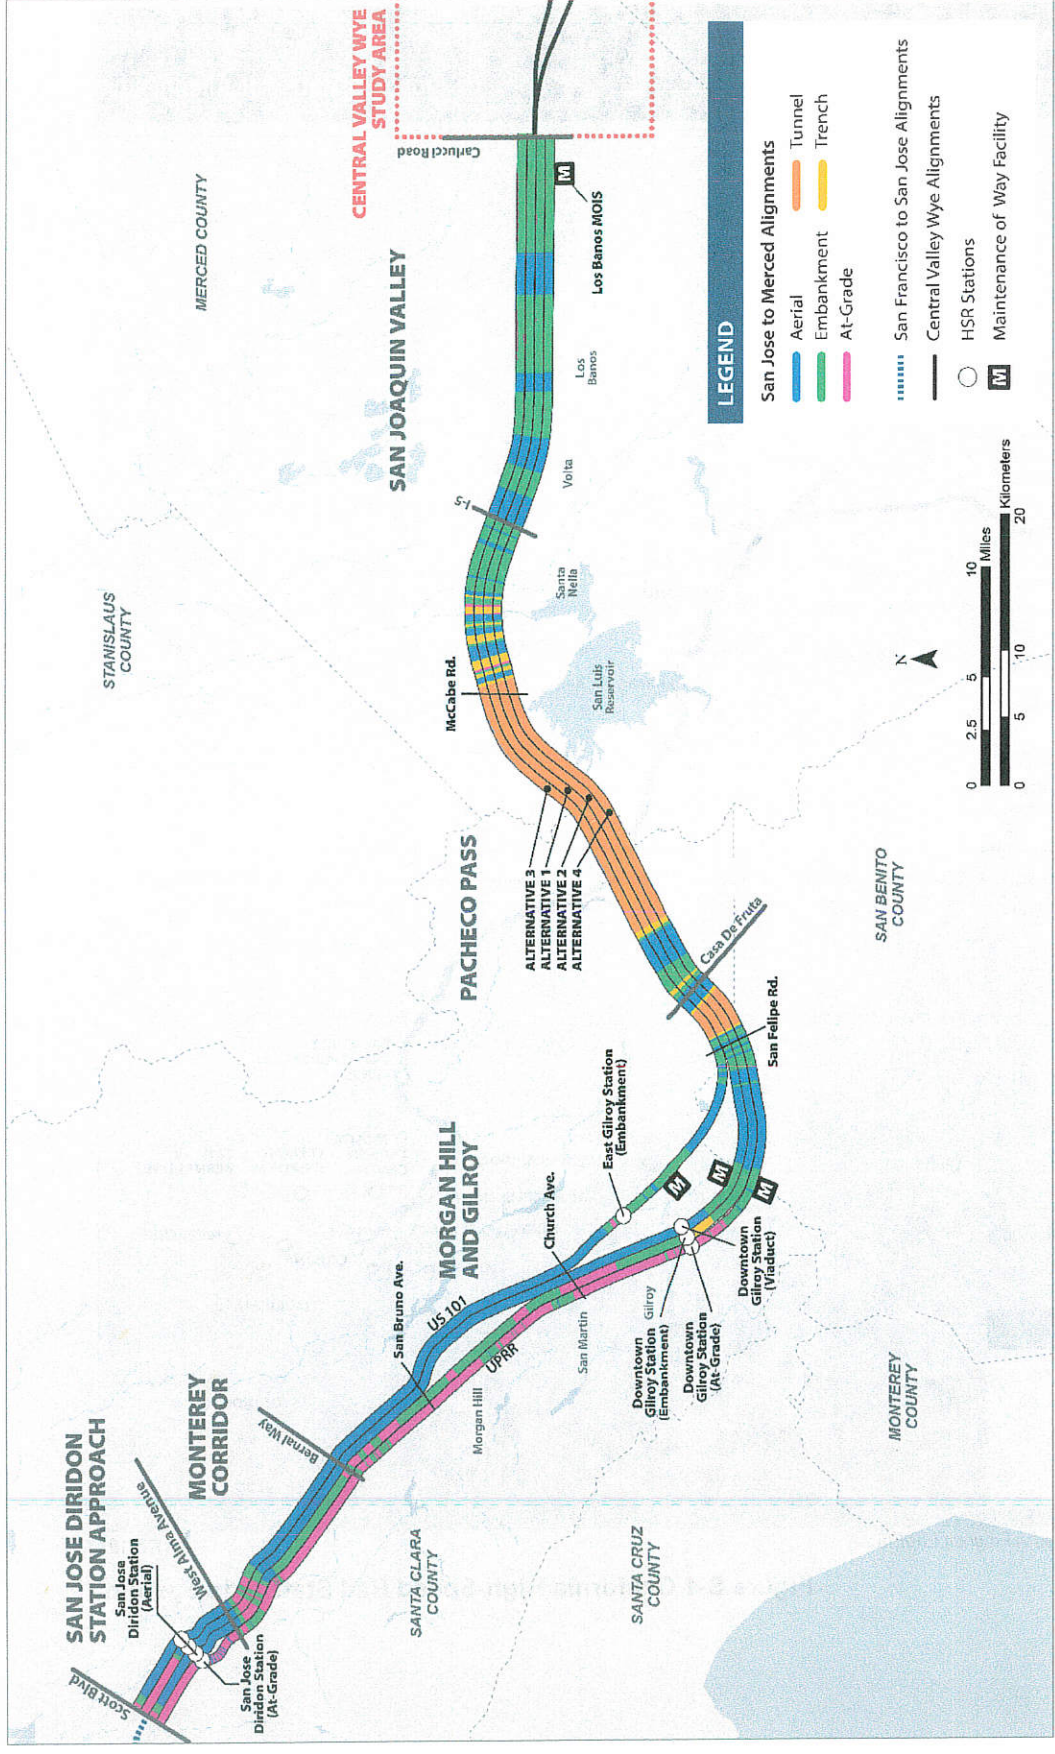 SAN JOSE DIRIDON
STATION APPROACH
San Jose
Diridon Station
(Aerial)
Scott Blvd
San Jose
Diridon Station
(At-Grade)
West Alma Avenue
MONTEREY
CORRIDOR
Bernal Way
SANTA CLARA
COUNTY
SANTA CRUZ
COUNTY
MONTEREY
COUNTY
San Bruno Ave.
US 101
UPRR
Morgan Hill
San Martin
Gilroy
MORGAN HILL
AND GILROY
Church Ave.
East Gilroy Station
(Embankment)
M
M
M
Downtown
Gilroy Station
(Embankment)
Downtown
Gilroy Station
(At-Grade)
Downtown
Gilroy Station
(Viaduct)
San Felipe Rd.
Casa De Fruta
PACHECO PASS
ALTERNATIVE 3
ALTERNATIVE 1
ALTERNATIVE 2
ALTERNATIVE 4
SAN BENITO
COUNTY
STANISLAUS
COUNTY
McCabe Rd.
San Luis
Reservoir
Santa
Nella
I-5
SAN JOAQUIN VALLEY
Volta
Los
Banos
MERCED COUNTY
Los Banos MOIS
M
Carlucci Road
CENTRAL VALLEY WYE
STUDY AREA
N
0 2.5 5 10 Miles
0 5 10 20 Kilometers
LEGEND
San Jose to Merced Alignments
Aerial
Tunnel
Embankment
Trench
At-Grade
San Francisco to San Jose Alignments
Central Valley Wye Alignments
HSR Stations
M Maintenance of Way Facility